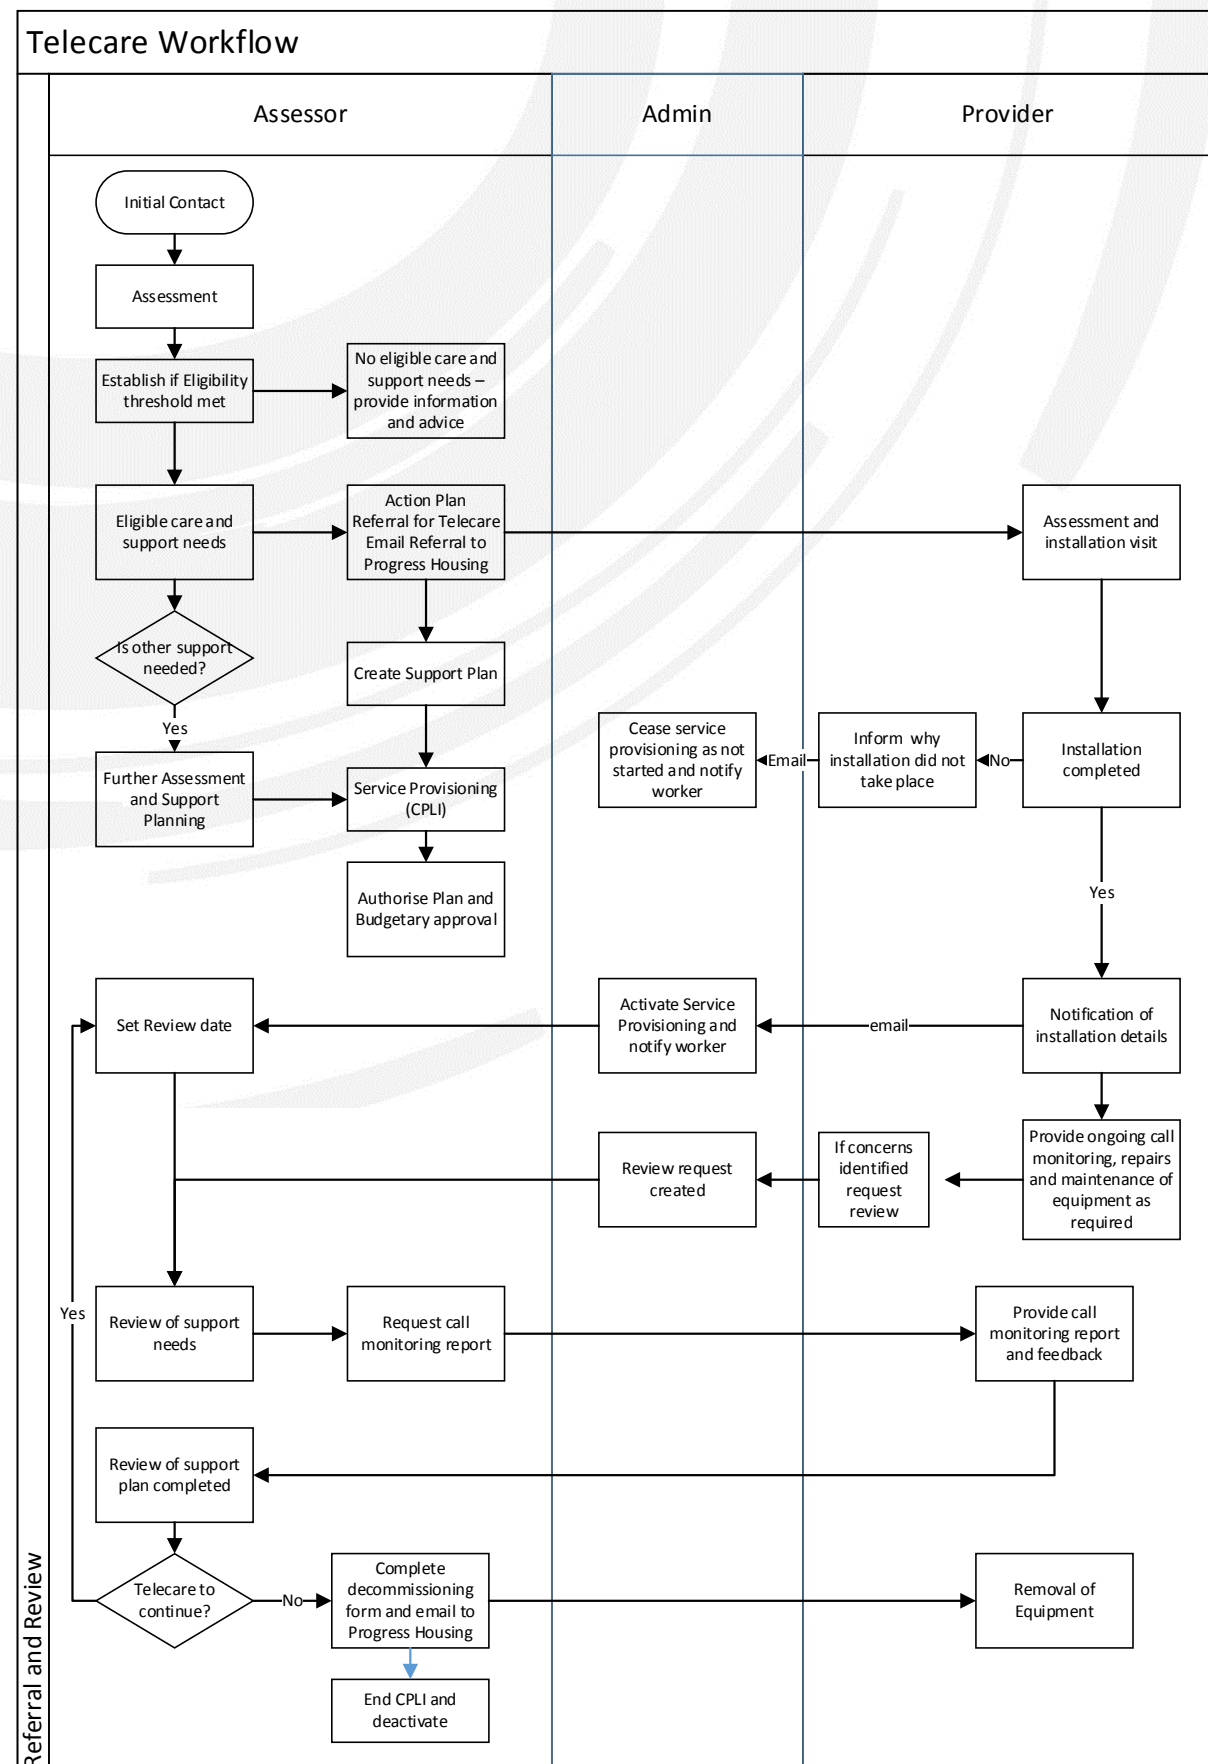 Telecare Workflow
Assessor
Admin
Provider
Initial Contact
Assessment
Establish if Eligibility
threshold met
No eligible care and
support needs –
provide information
and advice
Eligible care and
support needs
Action Plan
Referral for Telecare
Email Referral to
Progress Housing
Assessment and
installation visit
Is other support
needed?
Create Support Plan
Yes
Further Assessment
and Support
Planning
Service Provisioning
(CPLI)
Cease service
provisioning as not
started and notify
worker
Email
Inform why
installation did not
take place
No
Installation
completed
Authorise Plan and
Budgetary approval
Yes
Set Review date
Activate Service
Provisioning and
notify worker
email
Notification of
installation details
Review request
created
If concerns
identified
request
review
Provide ongoing call
monitoring, repairs
and maintenance of
equipment as
required
Yes
Review of support
needs
Request call
monitoring report
Provide call
monitoring report
and feedback
Review of support
plan completed
Telecare to
continue?
No
Complete
decommissioning
form and email to
Progress Housing
Removal of
Equipment
End CPLI and
deactivate
Referral and Review